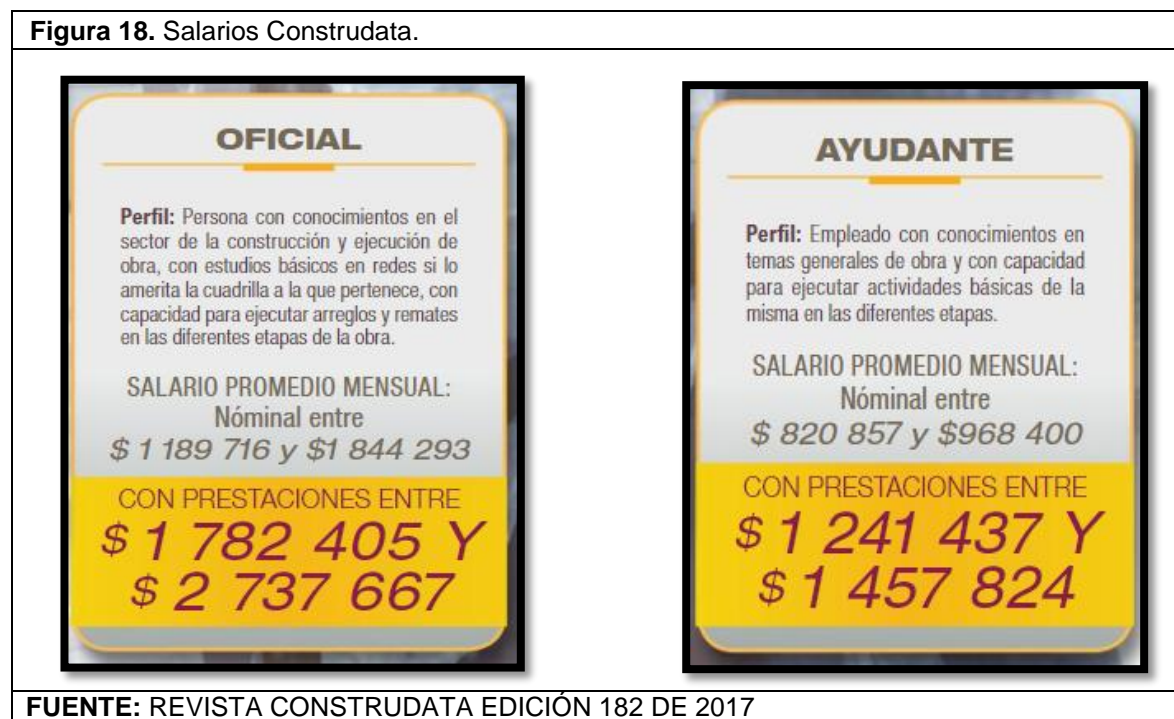 Figura 18. Salarios Construdata.
OFICIAL
Perfil: Persona con conocimientos en el
sector de la construcción y ejecución de
obra, con estudios básicos en redes si lo
amerita la cuadrilla a la que pertenece, con
capacidad para ejecutar arreglos y remates
en las diferentes etapas de la obra.
SALARIO PROMEDIO MENSUAL:
Nóminal entre
$ 1 189 716 y $1 844 293
CON PRESTACIONES ENTRE
$ 1 782 405 Y
$ 2 737 667
AYUDANTE
Perfil: Empleado con conocimientos en
temas generales de obra y con capacidad
para ejecutar actividades básicas de la
misma en las diferentes etapas.
SALARIO PROMEDIO MENSUAL:
Nóminal entre
$ 820 857 y $968 400
CON PRESTACIONES ENTRE
$ 1 241 437 Y
$ 1 457 824
FUENTE: REVISTA CONSTRUDATA EDICIÓN 182 DE 2017